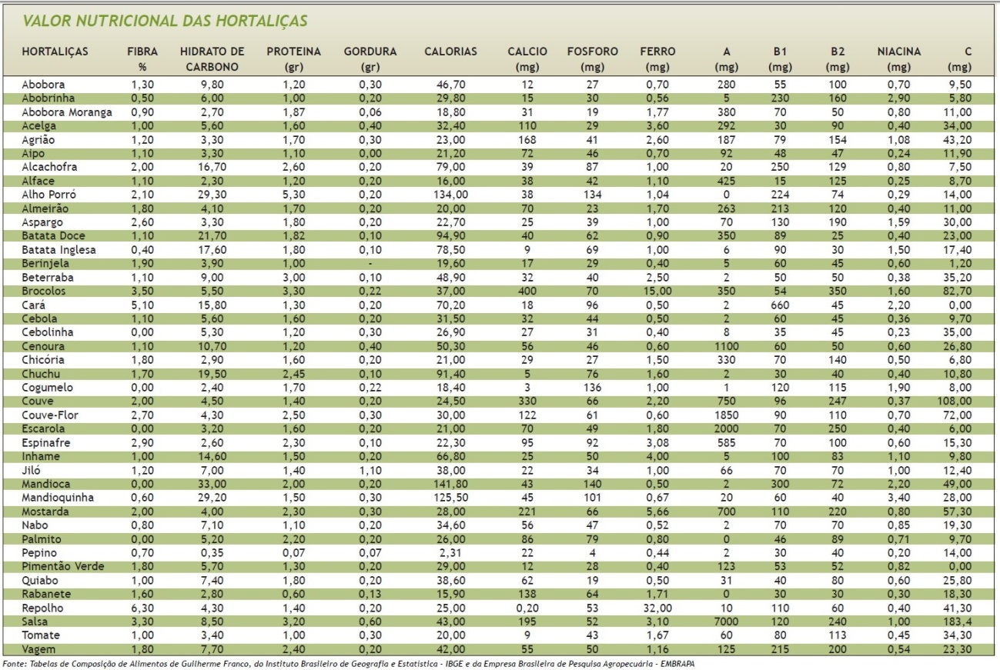 VALOR NUTRICIONAL DAS HORTALIÇAS
HORTALIÇAS FIBRA % HIDRATO DE CARBONO PROTEINA (gr) GORDURA (gr) CALORIAS CALCIO (mg) FOSFORO (mg) FERRO (mg) A (mg) B1 (mg) B2 (mg) NIACINA (mg) C (mg)
Abobora 1,30 9,80 1,20 0,30 46,70 12 27 0,70 280 55 100 0,70 9,50
Abobrinha 0,50 6,00 1,00 0,20 29,80 15 30 0,56 5 230 160 2,90 5,80
Abobora Moranga 0,90 2,70 1,87 0,06 18,80 31 19 1,77 380 70 50 0,80 11,00
Acelga 1,00 5,60 1,60 0,40 32,40 110 29 3,60 292 30 90 0,40 34,00
Agrião 1,20 3,30 1,70 0,30 23,00 168 41 2,60 187 79 154 1,08 43,20
Aipo 1,10 3,30 1,10 0,00 21,20 72 46 0,70 92 48 47 0,24 11,90
Alcachofra 2,00 16,70 2,60 0,20 79,00 39 87 1,00 20 250 129 0,80 7,50
Alface 1,10 2,30 1,20 0,20 16,00 38 42 1,10 425 15 125 0,25 8,70
Alho Porró 2,10 29,30 5,30 0,20 134,00 38 134 1,04 0 224 74 0,29 14,00
Almeirão 1,80 4,10 1,70 0,20 20,00 70 23 1,70 263 213 120 0,40 11,00
Aspargo 2,60 3,30 1,80 0,20 22,70 25 39 1,00 70 130 190 1,59 30,00
Batata Doce 1,10 21,70 1,82 0,10 94,90 40 62 0,90 350 89 25 0,40 23,00
Batata Inglesa 0,40 17,60 1,80 0,10 78,50 9 69 1,00 6 90 30 1,50 17,40
Berinjela 1,90 3,90 1,00 - 19,60 17 29 0,40 5 60 45 0,60 1,20
Beterraba 1,10 9,00 3,00 0,10 48,90 32 40 2,50 2 50 50 0,38 35,20
Brocolos 3,50 5,50 3,30 0,22 37,00 400 70 15,00 350 54 350 1,60 82,70
Cará 5,10 15,80 1,30 0,20 70,20 18 96 0,50 2 660 45 2,20 0,00
Cebola 1,10 5,60 1,60 0,20 31,50 32 44 0,50 2 60 45 0,36 9,70
Cebolinha 0,00 5,30 1,20 0,30 26,90 27 31 0,40 8 35 45 0,23 35,00
Cenoura 1,10 10,70 1,20 0,40 50,30 56 46 0,60 1100 60 50 0,60 26,80
Chicória 1,80 2,90 1,60 0,20 21,00 29 27 1,50 330 70 140 0,50 6,80
Chuchu 1,70 19,50 2,45 0,10 91,40 5 76 1,60 2 30 40 0,40 10,80
Cogumelo 0,00 2,40 1,70 0,22 18,40 3 136 1,00 1 120 115 1,90 8,00
Couve 2,00 4,50 1,40 0,20 24,50 330 66 2,20 750 96 247 0,37 108,00
Couve-Flor 2,70 4,30 2,50 0,30 30,00 122 61 0,60 1850 90 110 0,70 72,00
Escarola 0,00 3,20 1,60 0,20 21,00 70 49 1,80 2000 70 250 0,40 6,00
Espinafre 2,90 2,60 2,30 0,10 22,30 95 92 3,08 585 70 100 0,60 15,30
Inhame 1,00 14,60 1,50 0,20 66,80 25 50 4,00 5 100 83 1,10 9,80
Jiló 1,20 7,00 1,40 1,10 38,00 22 34 1,00 66 70 70 1,00 12,40
Mandioca 0,00 33,00 2,00 0,20 141,80 43 140 0,50 2 300 72 2,20 49,00
Mandioquinha 0,60 29,20 1,50 0,30 125,50 45 101 0,67 20 60 40 3,40 28,00
Mostarda 2,00 4,00 2,30 0,30 28,00 221 66 5,66 700 110 220 0,80 57,30
Nabo 0,80 7,10 1,10 0,20 34,60 56 47 0,52 2 70 70 0,85 19,30
Palmito 0,00 5,20 2,20 0,20 26,00 86 79 0,80 0 46 89 0,71 9,70
Pepino 0,70 0,35 0,07 0,07 2,31 22 4 0,44 2 30 40 0,20 14,00
Pimentão Verde 1,80 5,70 1,30 0,20 29,00 12 28 0,40 123 53 52 0,82 0,00
Quiabo 1,00 7,40 1,80 0,20 38,60 62 19 0,50 31 40 80 0,60 25,80
Rabanete 1,60 2,80 0,60 0,13 15,90 138 64 1,71 0 30 30 0,30 18,30
Repolho 6,30 4,30 1,40 0,20 25,00 0,20 53 32,00 10 110 60 0,40 41,30
Salsa 3,30 8,50 3,20 0,60 43,00 195 52 3,10 7000 120 240 1,00 183,4
Tomate 1,00 3,40 1,00 0,30 20,00 9 43 1,67 60 80 113 0,45 34,30
Vagem 1,80 7,70 2,40 0,20 42,00 55 50 1,16 125 215 200 0,54 23,30
Fonte: Tabelas de Composição de Alimentos de Guilherme Franco, do Instituto Brasileiro de Geografia e Estatistica - IBGE e da Empresa Brasileira de Pesquisa Agropecuária - EMBRAPA